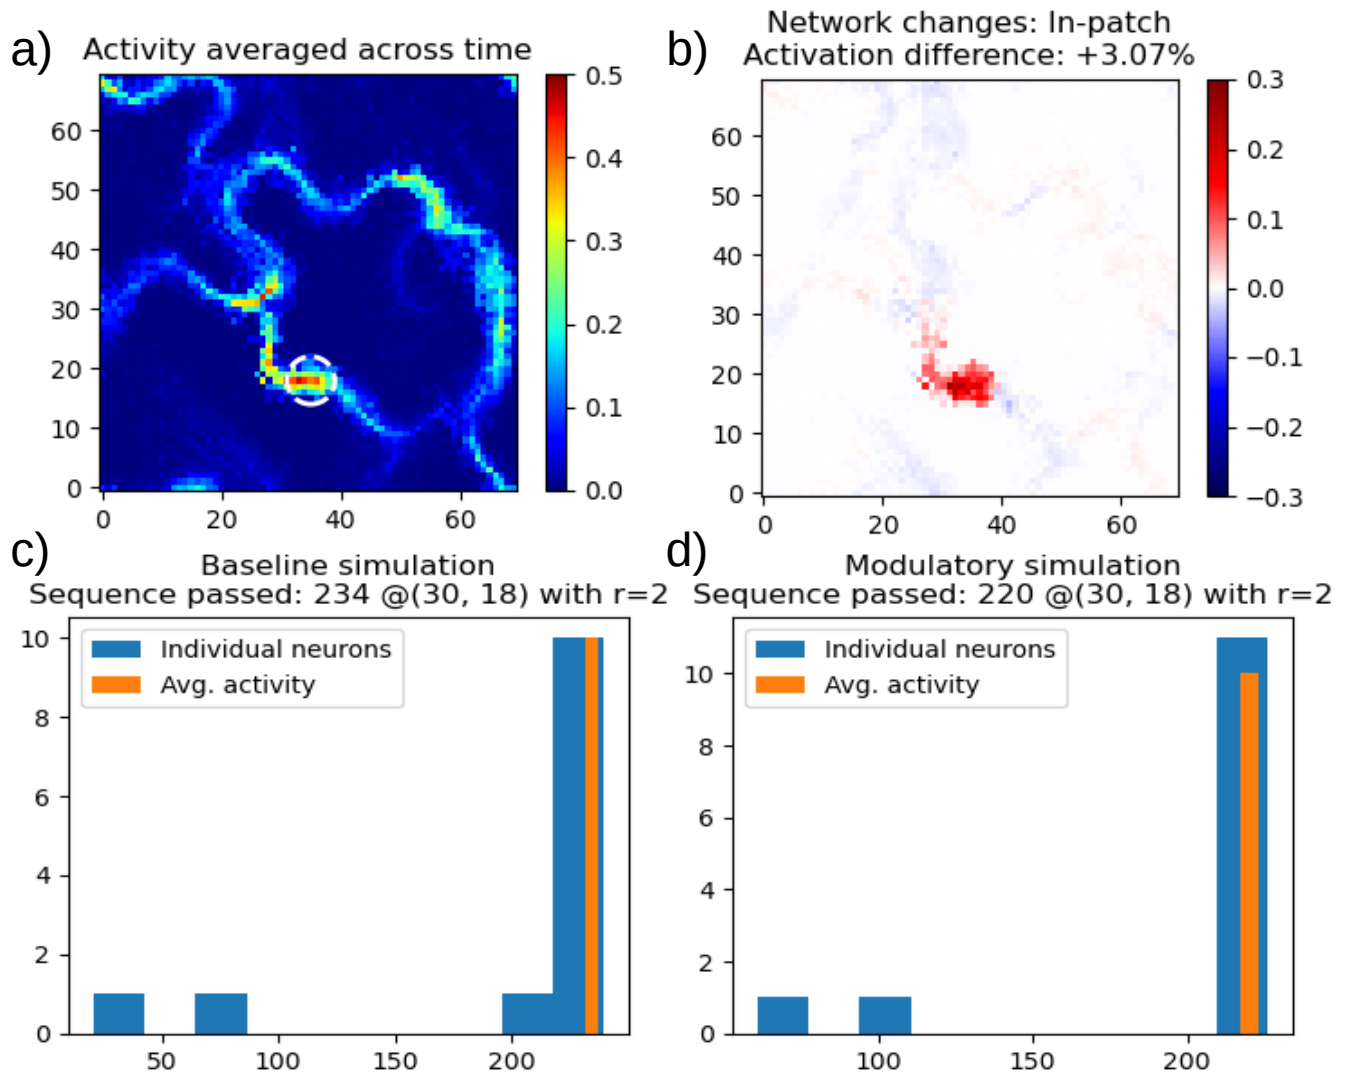 a)
Activity averaged across time
60
50
40
30
20
10
0
0 20 40 60
0.5
0.4
0.3
0.2
0.1
0.0
b)
Network changes: In-patch
Activation difference: +3.07%
60
50
40
30
20
10
0
0 20 40 60
0.3
0.2
0.1
0.0
−0.1
−0.2
−0.3
c)
Baseline simulation
Sequence passed: 234 @(30, 18) with r=2
Individual neurons
Avg. activity
10
8
6
4
2
0
50 100 150 200
d)
Modulatory simulation
Sequence passed: 220 @(30, 18) with r=2
Individual neurons
Avg. activity
10
8
6
4
2
0
100 150 200